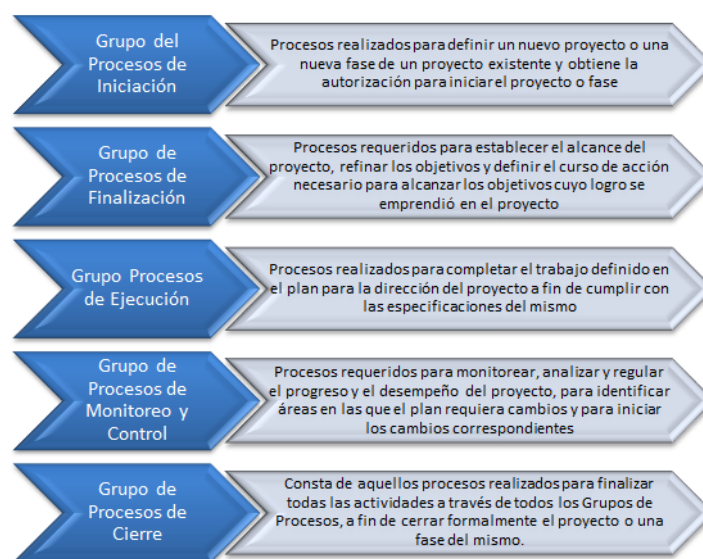 Grupo del
Procesos de
Iniciación
Procesos realizados para definir un nuevo proyecto o una
nueva fase de un proyecto existente y obtiene la
autorización para iniciar el proyecto o fase
Grupo de
Procesos de
Finalización
Procesos requeridos para establecer el alcance del
proyecto, refinar los objetivos y definir el curso de acción
necesario para alcanzar los objetivos cuyo logro se
emprendió en el proyecto
Grupo Procesos
de Ejecución
Procesos realizados para completar el trabajo definido en
el plan para la dirección del proyecto a fin de cumplir con
las especificaciones del mismo
Grupo de
Procesos de
Monitoreo y
Control
Procesos requeridos para monitorear, analizar y regular
el progreso y el desempeño del proyecto, para identificar
áreas en las que el plan requiera cambios y para iniciar
los cambios correspondientes
Grupo de
Procesos de
Cierre
Consta de aquellos procesos realizados para finalizar
todas las actividades a través de todos los Grupos de
Procesos, a fin de cerrar formalmente el proyecto o una
fase del mismo.